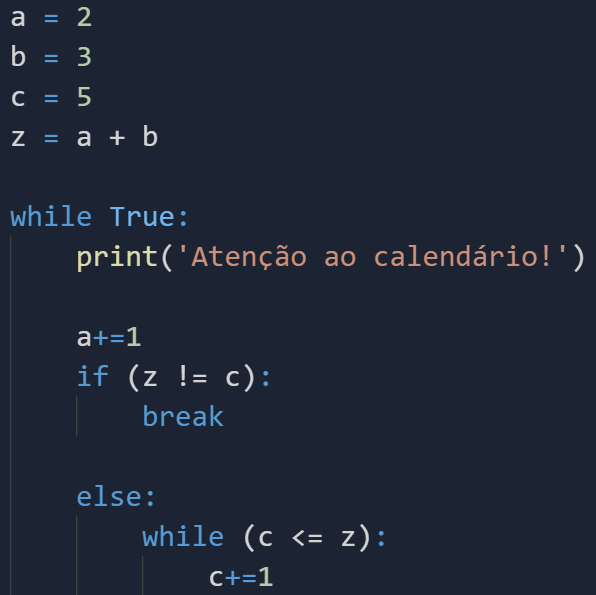 a = 2
b = 3
c = 5
z = a + b
while True:
    print('Atenção ao calendário!')
    a+=1
    if (z != c):
        break
    else:
        while (c <= z):
            c+=1